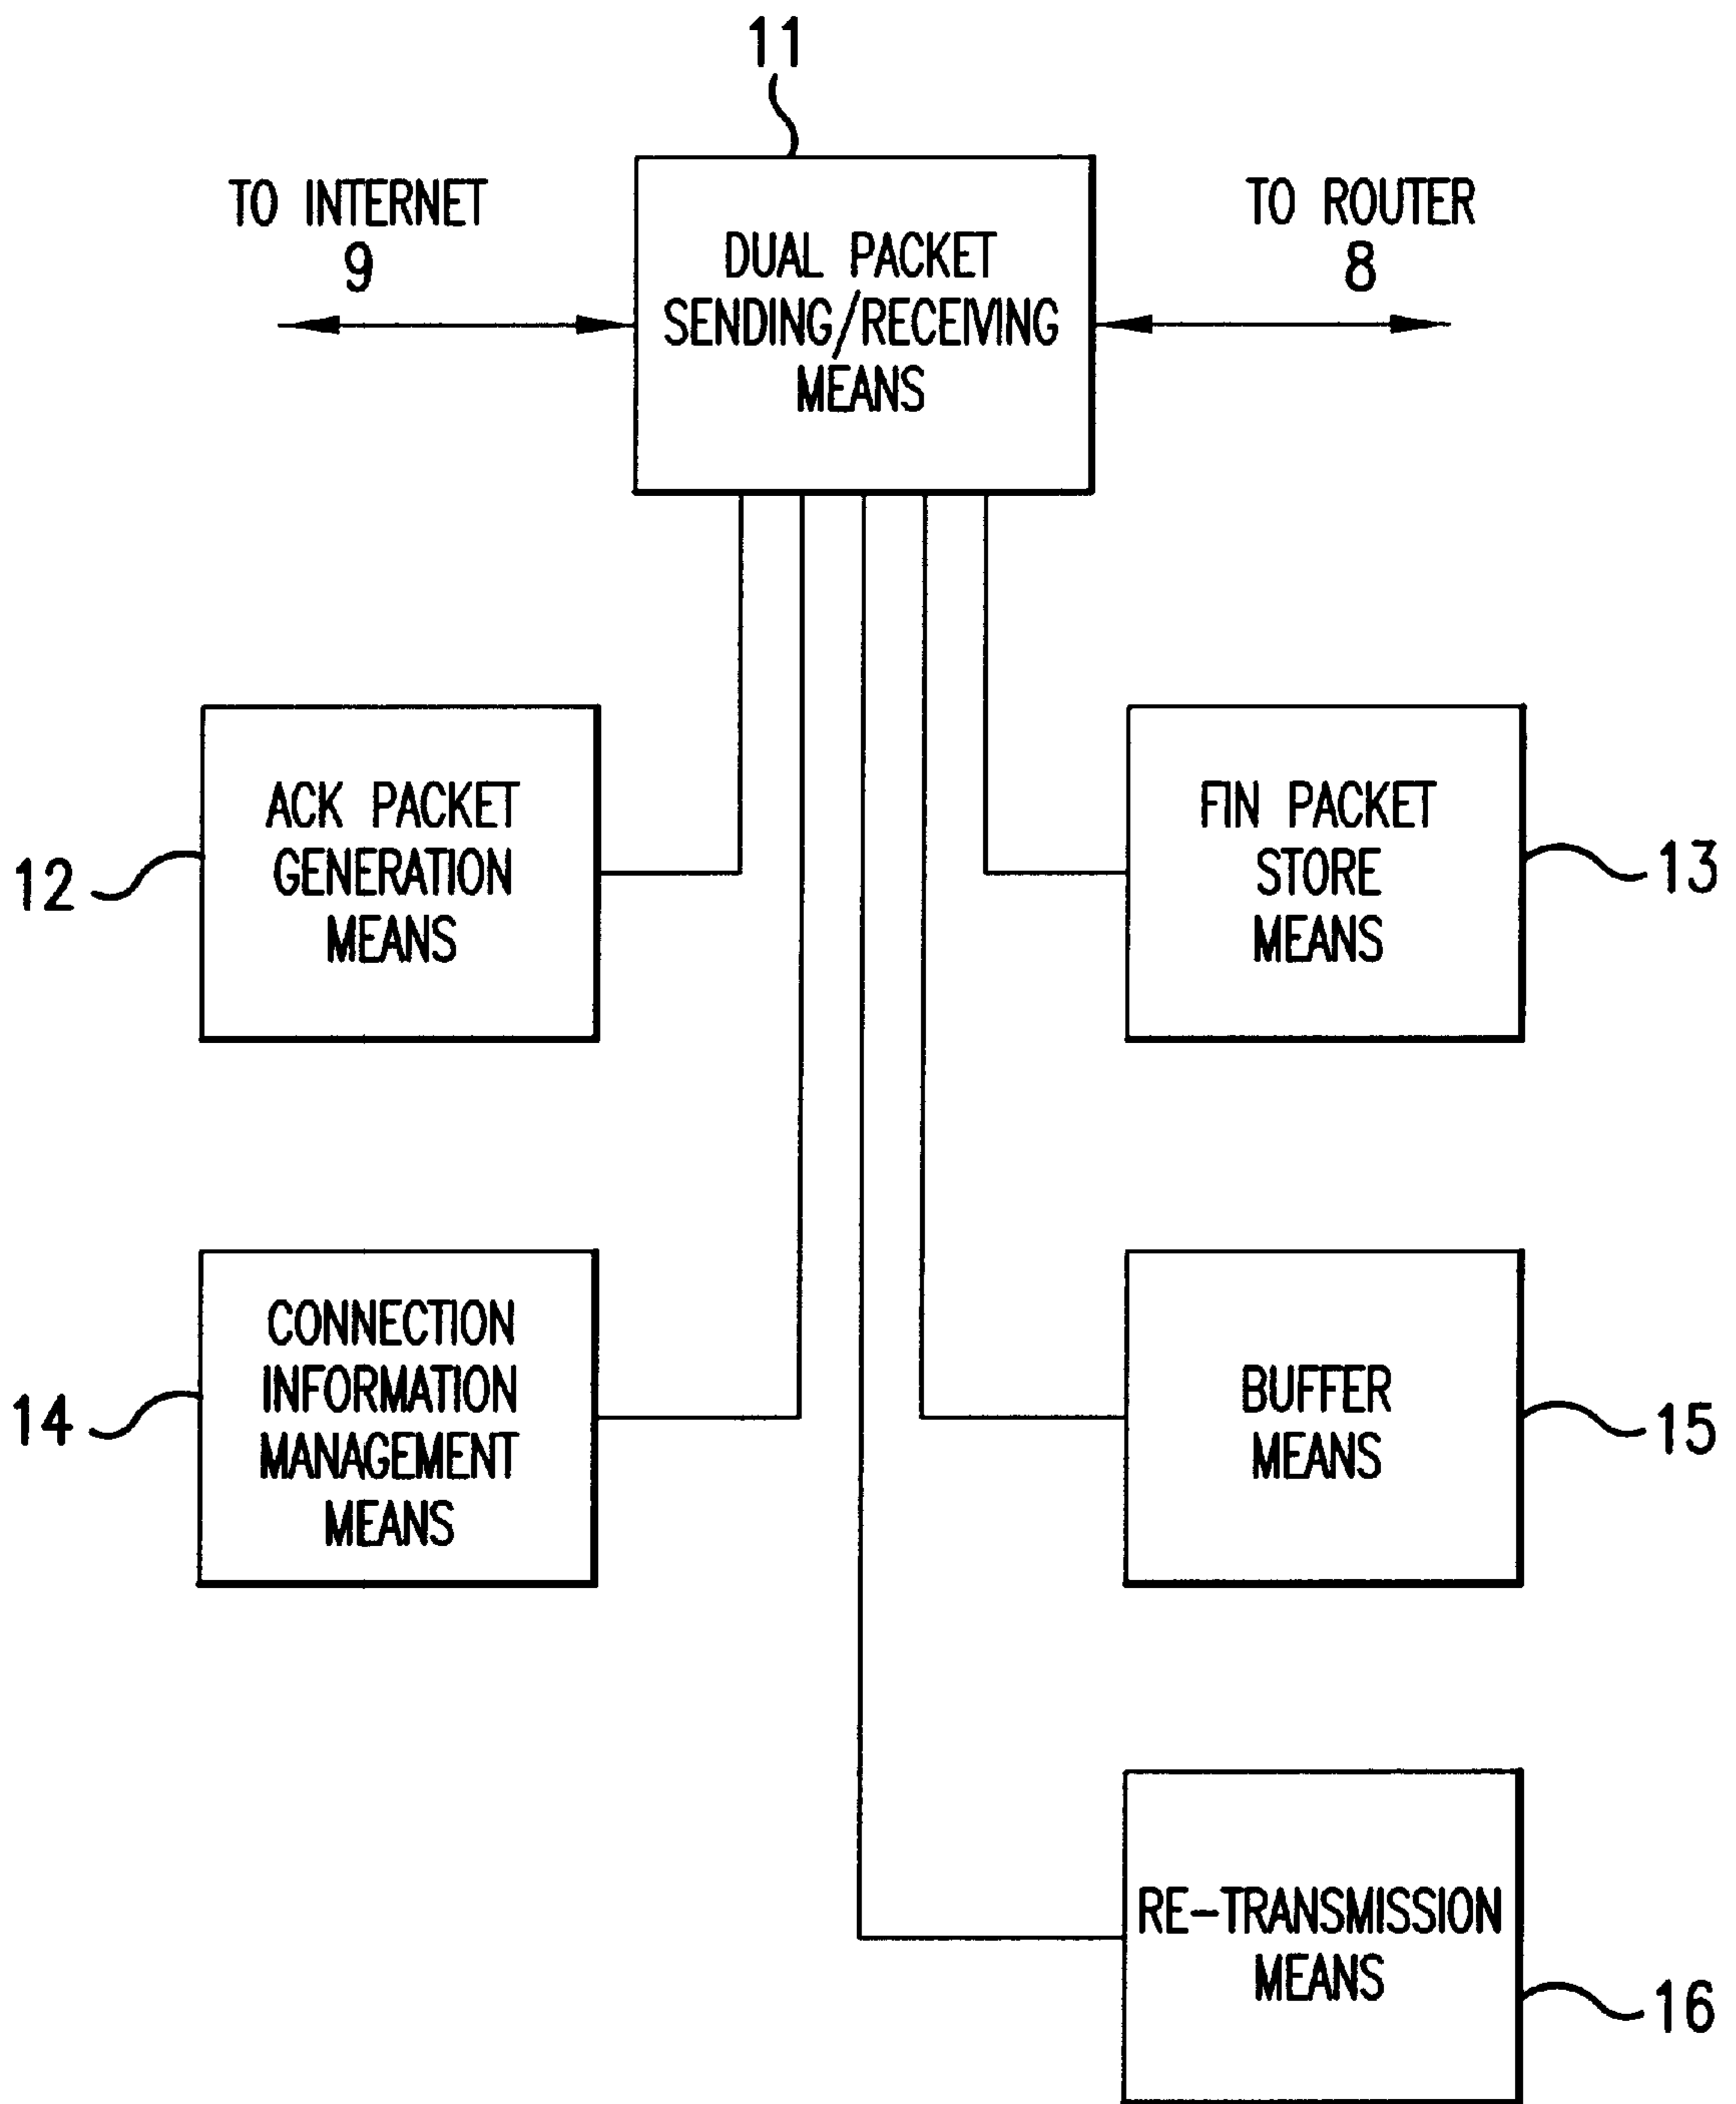 11
TO INTERNET
9
DUAL PACKET
SENDING/RECEIVING
MEANS
TO ROUTER
8
ACK PACKET
GENERATION
MEANS
12
FIN PACKET
STORE
MEANS
13
CONNECTION
INFORMATION
MANAGEMENT
MEANS
14
BUFFER
MEANS
15
RE-TRANSMISSION
MEANS
16